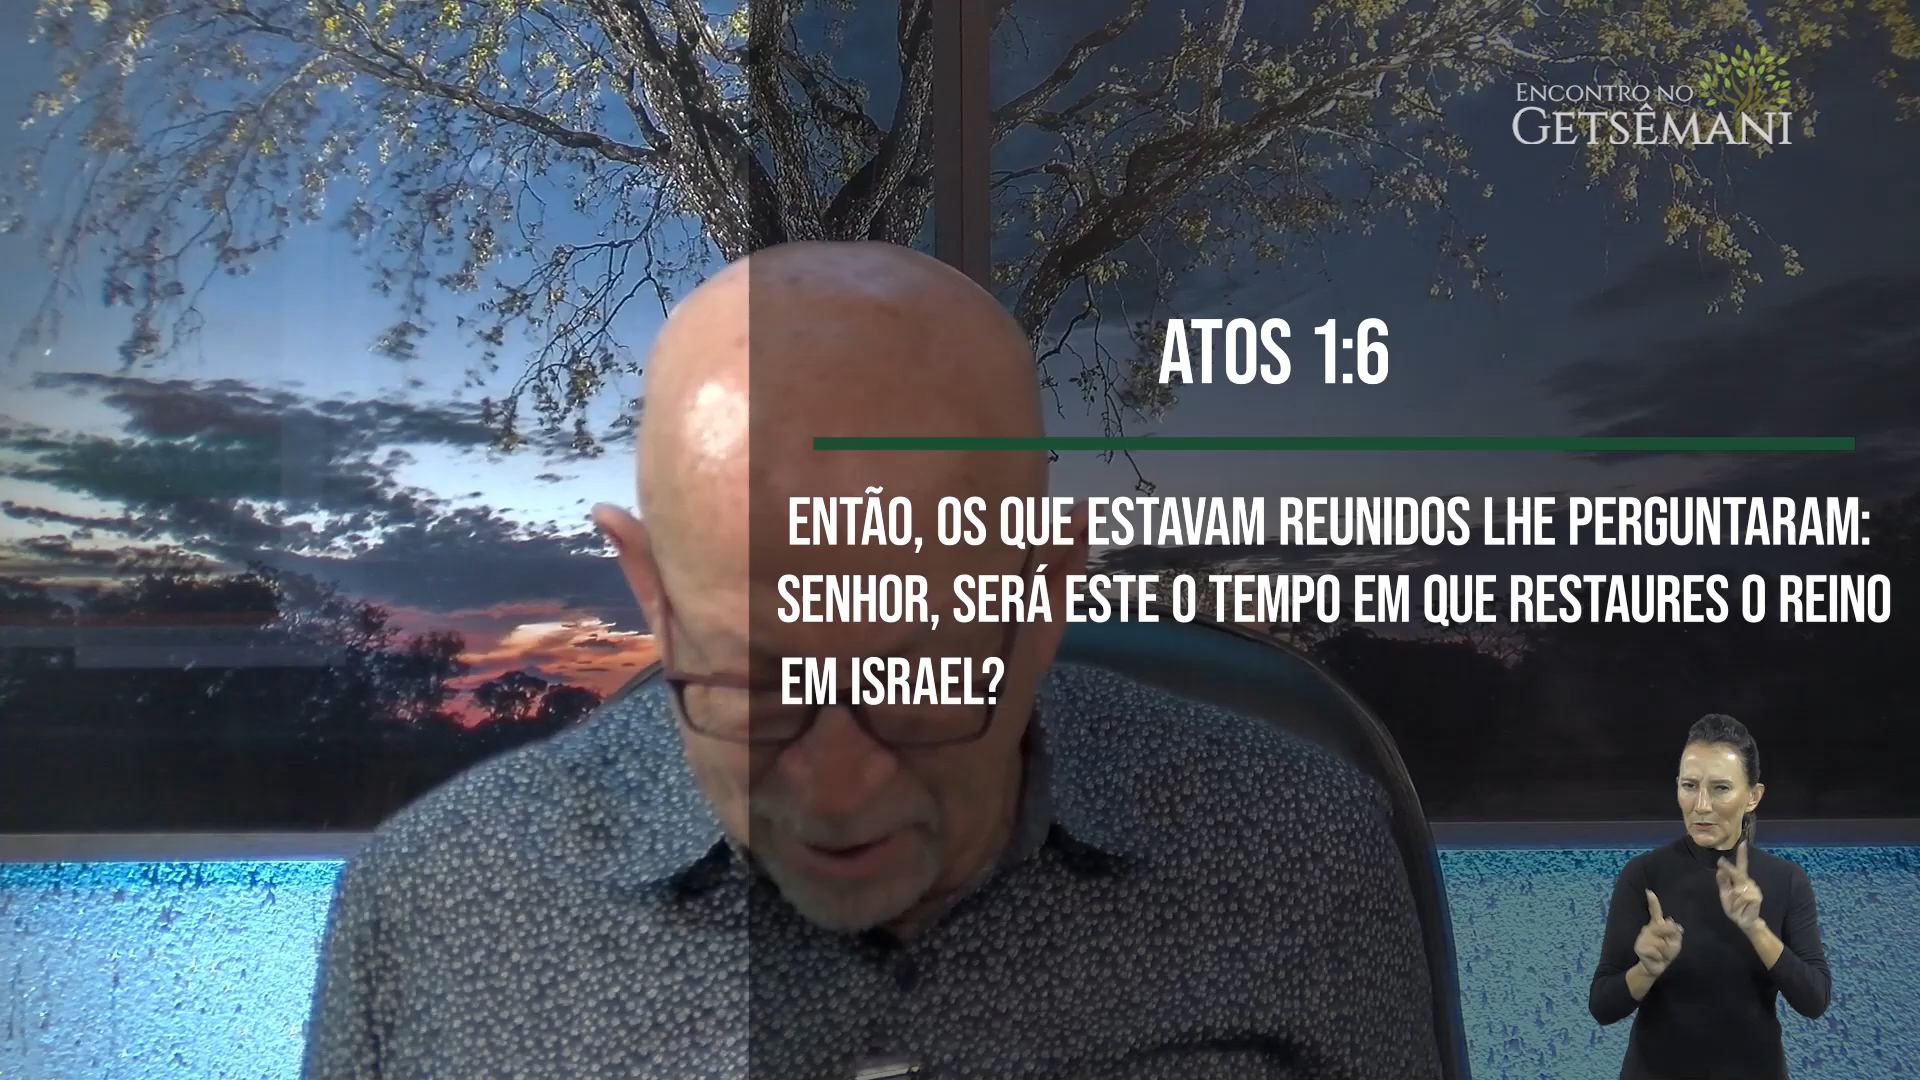 ENCONTRO NO
GETSÊMANI
ATOS 1:6
ENTÃO, OS QUE ESTAVAM REUNIDOS LHE PERGUNTARAM:
SENHOR, SERÁ ESTE O TEMPO EM QUE RESTAURES O REINO
EM ISRAEL?